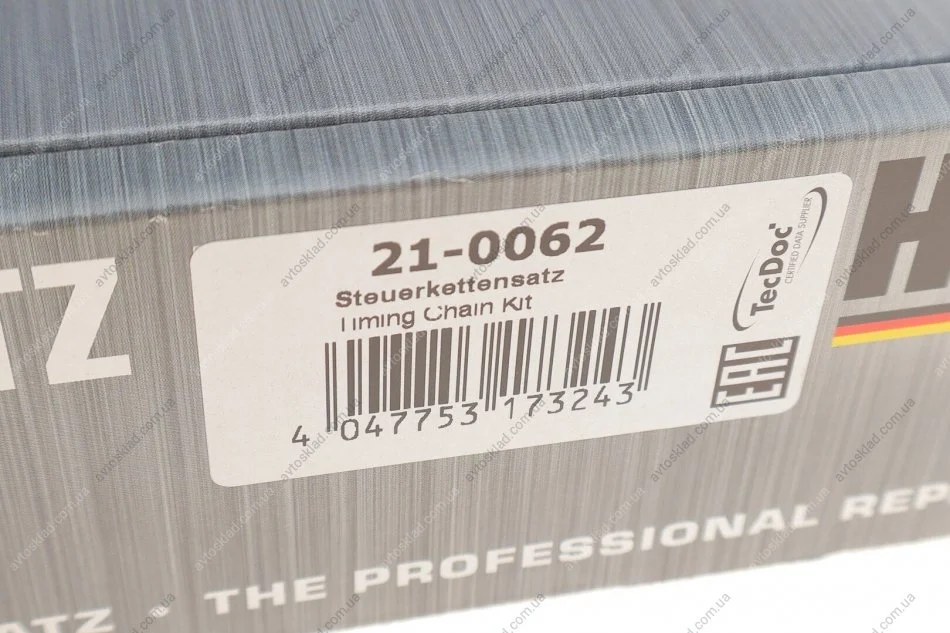 21-0062
Steuerkettensatz
Timing Chain Kit
4 047753 173243
TecDoc
CERTIFIED DATA SUPPLIER
EAC
TZ
H
ATZ · THE PROFESSIONAL REP
avtosklad.com.ua